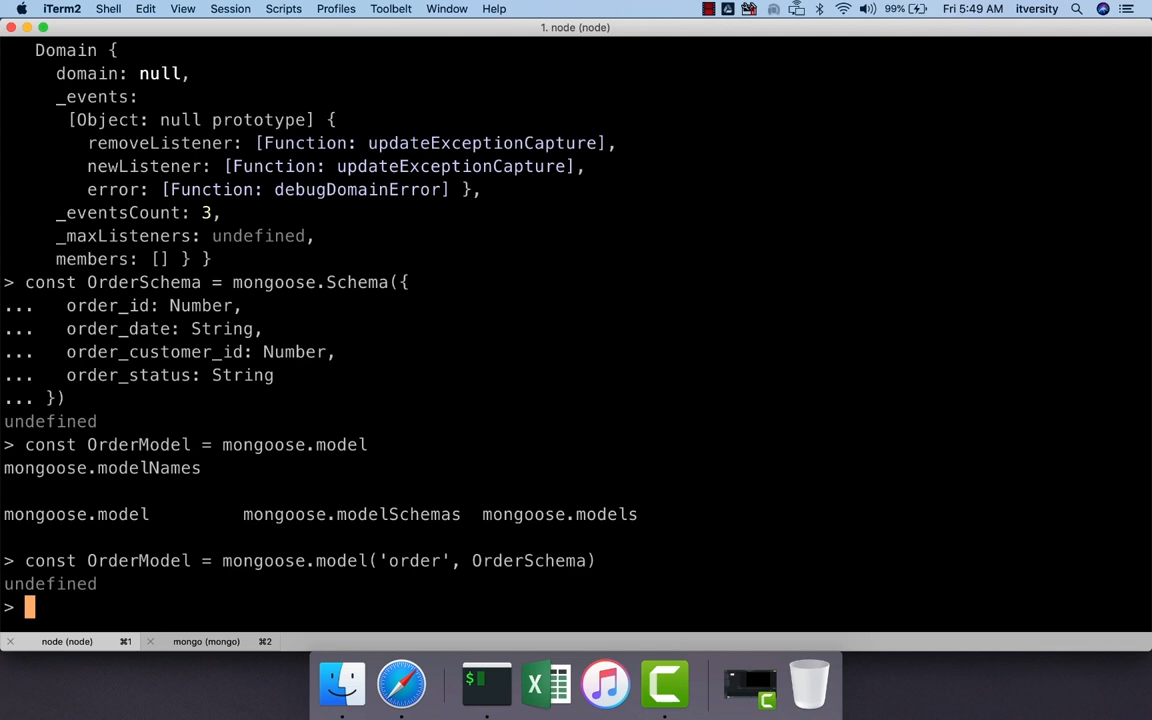 iTerm2 Shell Edit View Session Scripts Profiles Toolbelt Window Help 99% Fri 5:49 AM itversity
1. node (node)
Domain {
domain: null,
_events:
[Object: null prototype] {
removeListener: [Function: updateExceptionCapture],
newListener: [Function: updateExceptionCapture],
error: [Function: debugDomainError] },
_eventsCount: 3,
_maxListeners: undefined,
members: [] } }
> const OrderSchema = mongoose.Schema({
... order_id: Number,
... order_date: String,
... order_customer_id: Number,
... order_status: String
... })
undefined
> const OrderModel = mongoose.model
mongoose.modelNames
mongoose.model mongoose.modelSchemas mongoose.models
> const OrderModel = mongoose.model('order', OrderSchema)
undefined
>
node (node) ⌘1 mongo (mongo) ⌘2